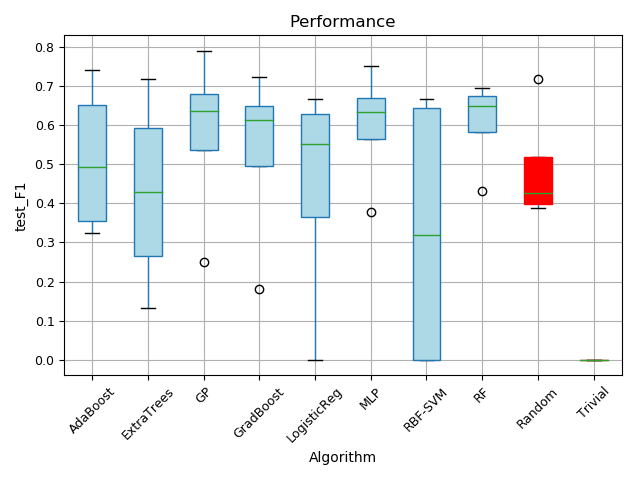 Performance
test_F1
0.8
0.7
0.6
0.5
0.4
0.3
0.2
0.1
0.0
AdaBoost
ExtraTrees
GP
GradBoost
LogisticReg
MLP
RBF-SVM
RF
Random
Trivial
Algorithm